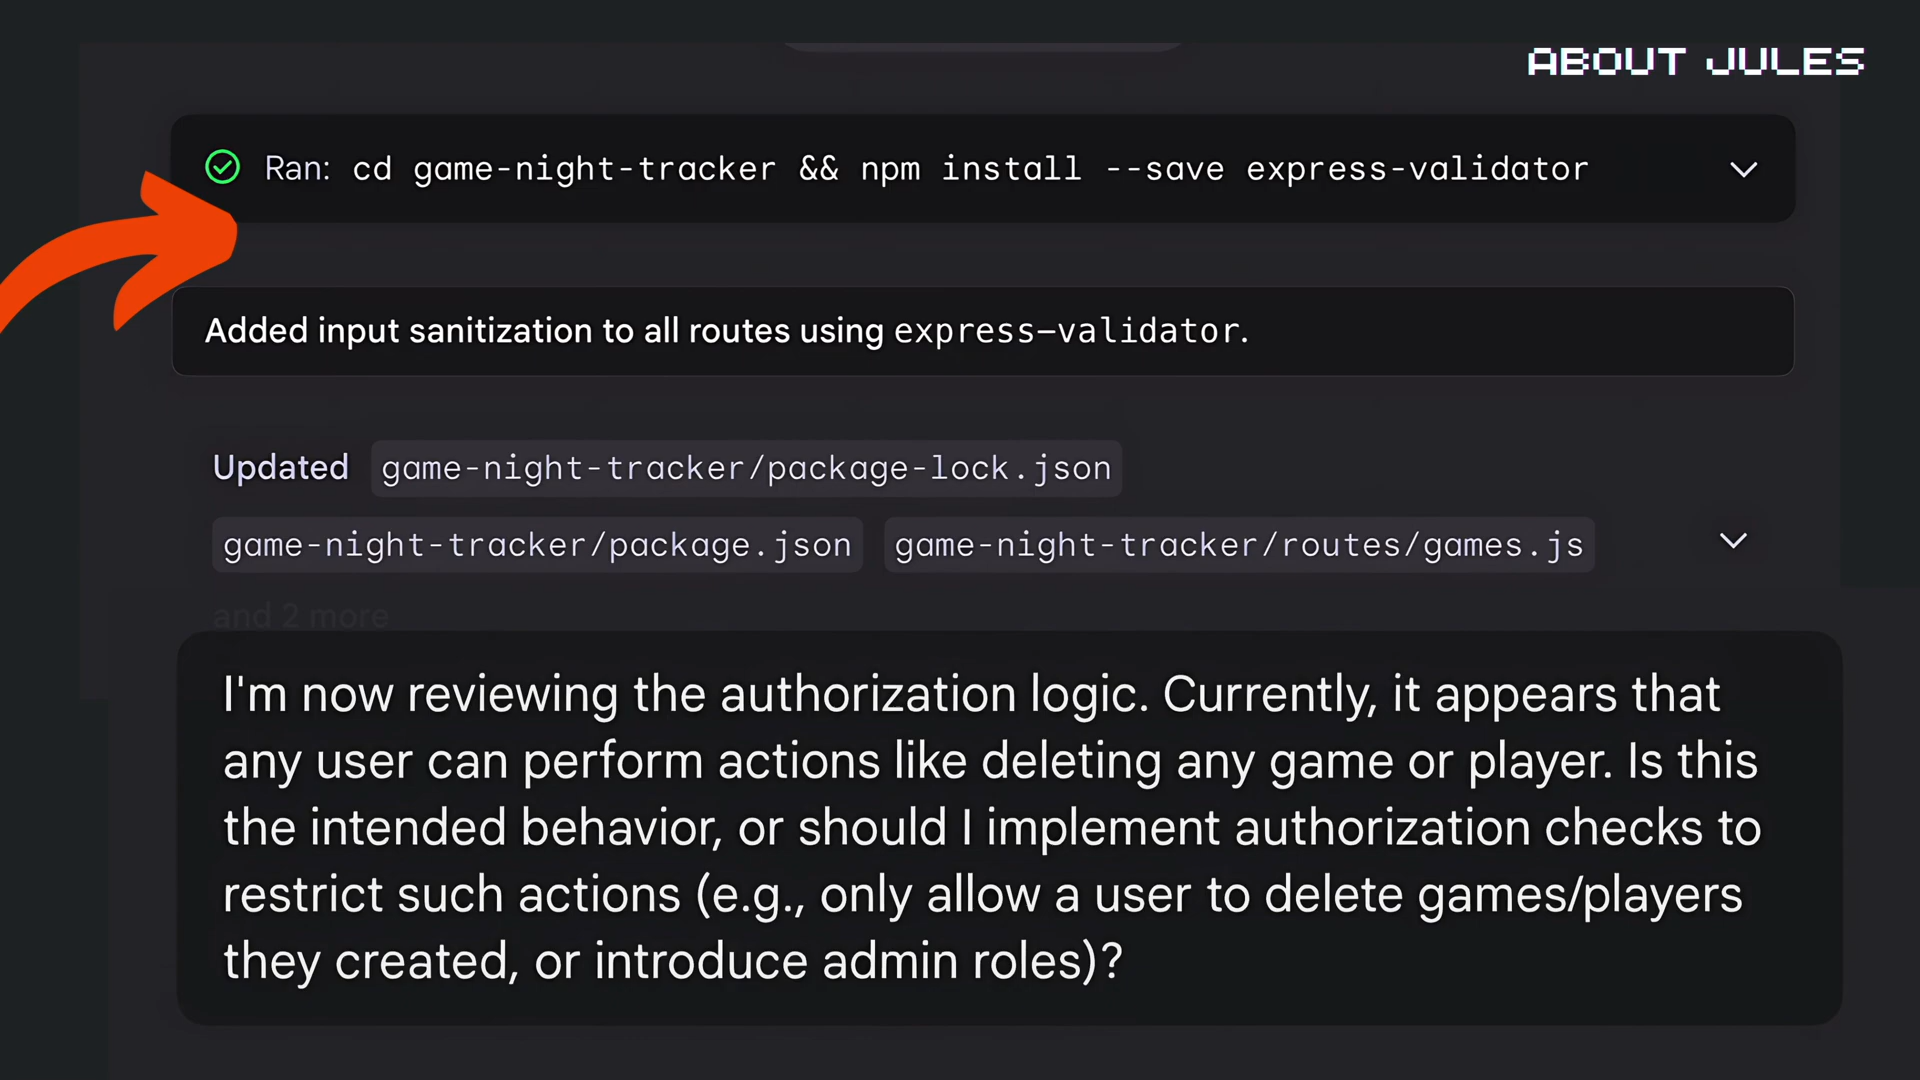 ABOUT JULES
Ran: cd game-night-tracker && npm install --save express-validator
Added input sanitization to all routes using express-validator.
Updated game-night-tracker/package-lock.json
game-night-tracker/package.json game-night-tracker/routes/games.js
and 2 more
I'm now reviewing the authorization logic. Currently, it appears that
any user can perform actions like deleting any game or player. Is this
the intended behavior, or should I implement authorization checks to
restrict such actions (e.g., only allow a user to delete games/players
they created, or introduce admin roles)?